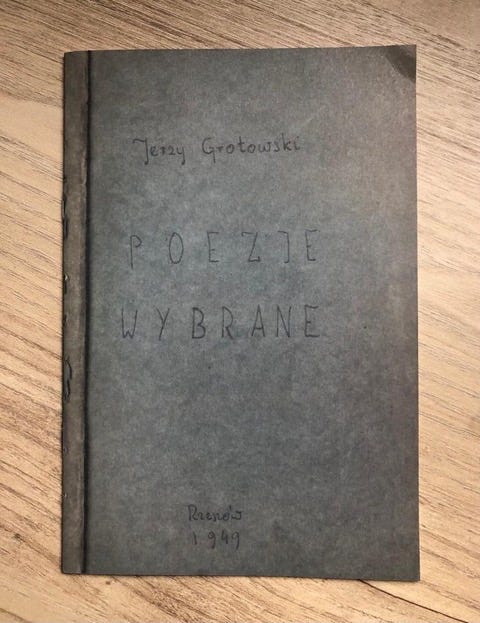 Jerzy Grotowski
POEZJE
WYBRANE
Rzeszów
1949